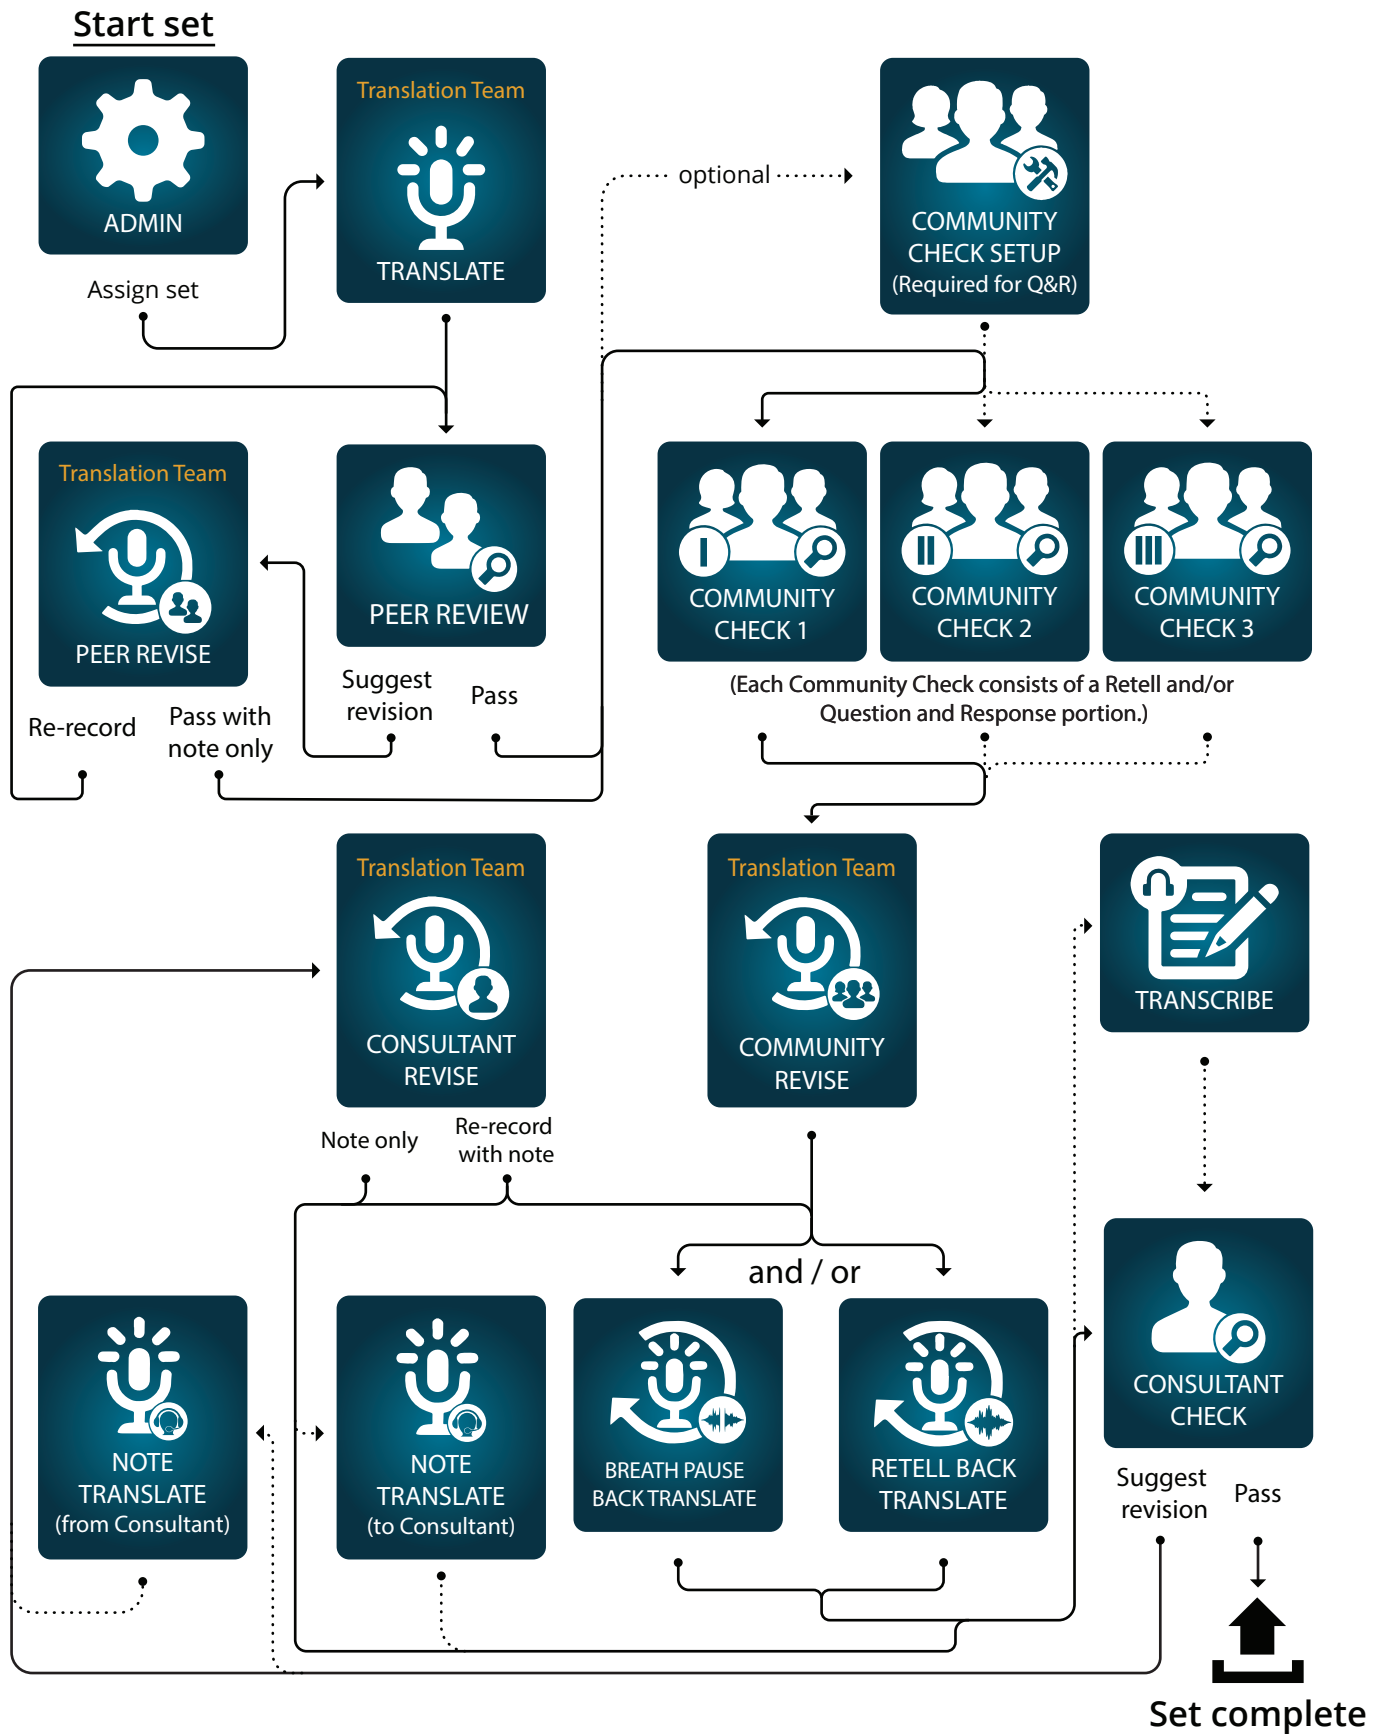 Start set
ADMIN
Assign set
Translation Team
TRANSLATE
optional
COMMUNITY
CHECK SETUP
(Required for Q&R)
Translation Team
PEER REVISE
Re-record
Pass with
note only
PEER REVIEW
Suggest
revision
Pass
COMMUNITY
CHECK 1
COMMUNITY
CHECK 2
COMMUNITY
CHECK 3
(Each Community Check consists of a Retell and/or
Question and Response portion.)
Translation Team
CONSULTANT
REVISE
Note only
Re-record
with note
Translation Team
COMMUNITY
REVISE
TRANSCRIBE
and / or
NOTE
TRANSLATE
(from Consultant)
NOTE
TRANSLATE
(to Consultant)
BREATH PAUSE
BACK TRANSLATE
RETELL BACK
TRANSLATE
CONSULTANT
CHECK
Suggest
revision
Pass
Set complete